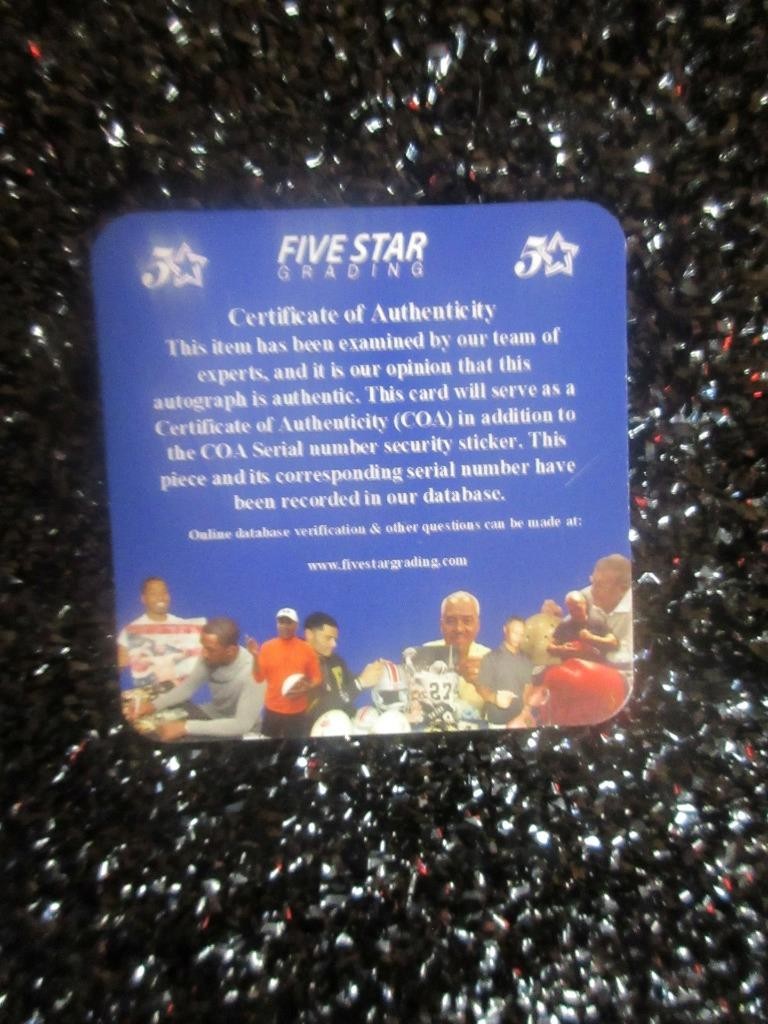 5 FIVE STAR 5
GRADING
Certificate of Authenticity
This item has been examined by our team of
experts, and it is our opinion that this
autograph is authentic. This card will serve as a
Certificate of Authenticity (COA) in addition to
the COA Serial number security sticker. This
piece and its corresponding serial number have
been recorded in our database.
Online database verification & other questions can be made at:
www.fivestargrading.com
27